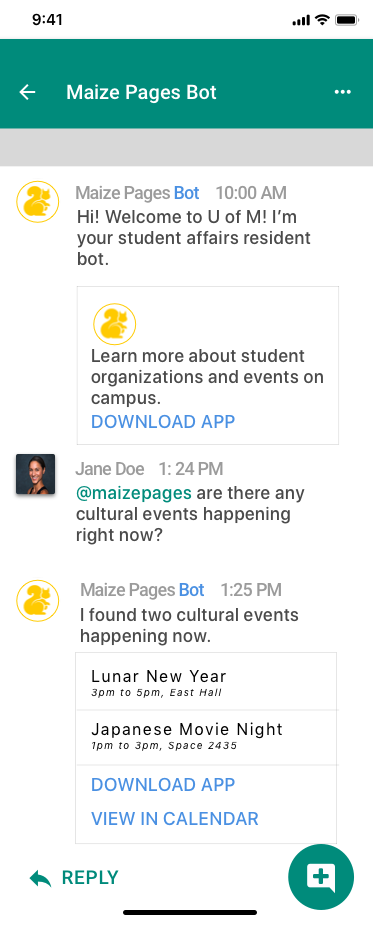 9:41
Maize Pages Bot
Maize Pages Bot 10:00 AM
Hi! Welcome to U of M! I'm
your student affairs resident
bot.
Learn more about student
organizations and events on
campus.
DOWNLOAD APP
Jane Doe 1: 24 PM
@maizepages are there any
cultural events happening
right now?
Maize Pages Bot 1:25 PM
I found two cultural events
happening now.
Lunar New Year
3pm to 5pm, East Hall
Japanese Movie Night
1pm to 3pm, Space 2435
DOWNLOAD APP
VIEW IN CALENDAR
REPLY